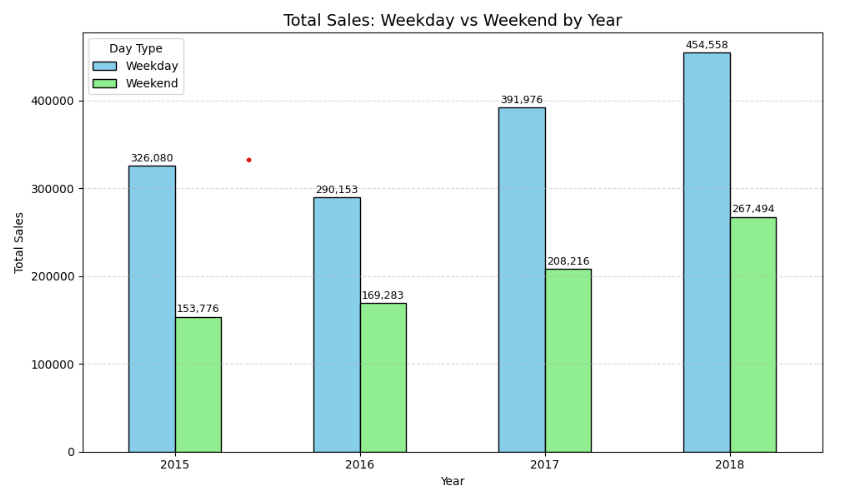 Total Sales: Weekday vs Weekend by Year
Day Type
Weekday
Weekend
Total Sales
400000
300000
200000
100000
0
326,080
153,776
290,153
169,283
391,976
208,216
454,558
267,494
2015
2016
2017
2018
Year